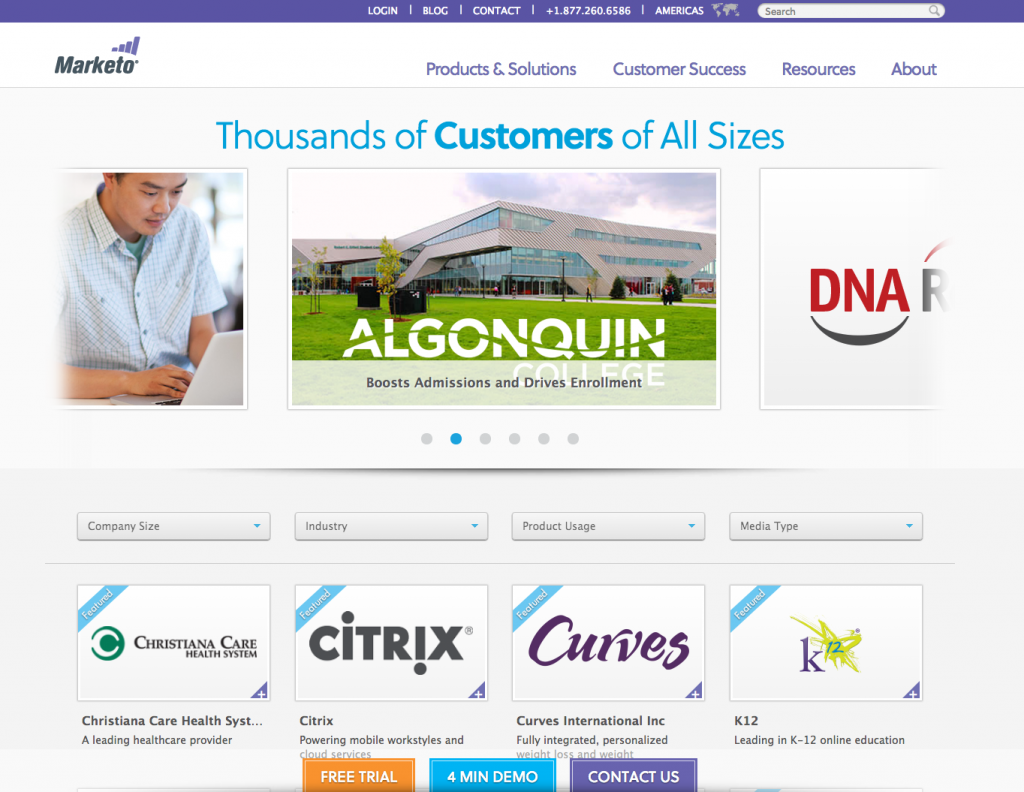 LOGIN | BLOG | CONTACT | +1.877.260.6586 | AMERICAS Search
Marketo
Products & Solutions Customer Success Resources About
Thousands of Customers of All Sizes
ALGONQUIN
COLLEGE
Boosts Admissions and Drives Enrollment
DNA R
Company Size Industry Product Usage Media Type
Featured Featured Featured Featured
CHRISTIANA CARE
HEALTH SYSTEM
CiTRIX®
Curves
k12
Christiana Care Health Syst... Citrix Curves International Inc K12
A leading healthcare provider Powering mobile workstyles and Fully integrated, personalized Leading in K-12 online education
cloud services weight loss and weight
FREE TRIAL 4 MIN DEMO CONTACT US